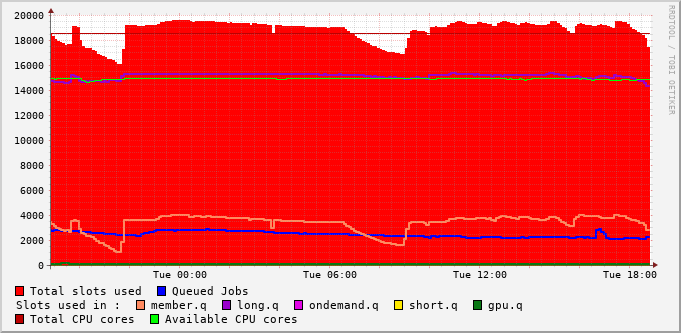 20000
18000
16000
14000
12000
10000
8000
6000
4000
2000
0
Tue 00:00 Tue 06:00 Tue 12:00 Tue 18:00
RRDTOOL / TOBI OETIKER
Total slots used Queued Jobs
Slots used in : member.q long.q ondemand.q short.q gpu.q
Total CPU cores Available CPU cores